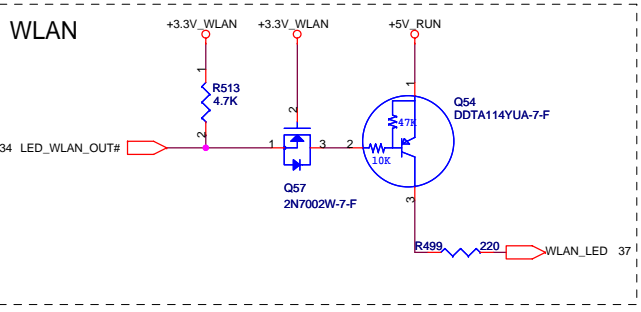 WLAN
+3.3V_WLAN
+3.3V_WLAN
+5V_RUN
1
R513
4.7K
2
2
1
Q54
DDTA114YUA-7-F
47K
34 LED_WLAN_OUT#
1
3
2
10K
Q57
2N7002W-7-F
3
R499
220
WLAN_LED 37